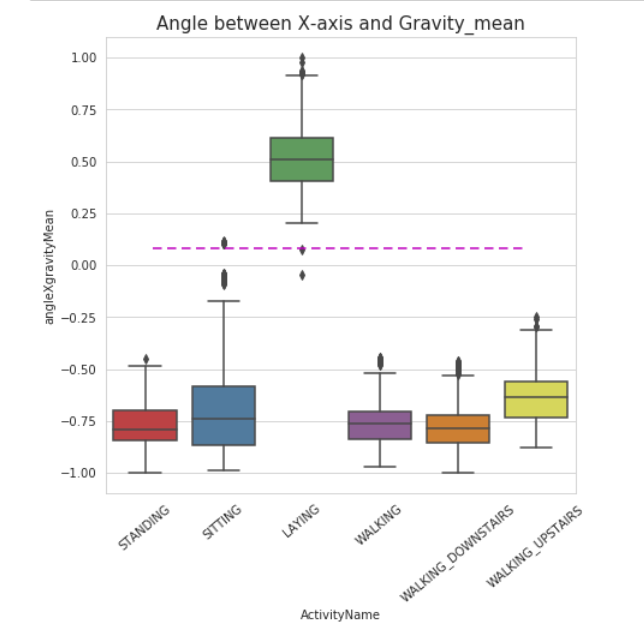 Angle between X-axis and Gravity_mean
1.00
0.75
0.50
0.25
0.00
−0.25
−0.50
−0.75
−1.00
angleXgravityMean
STANDING
SITTING
LAYING
WALKING
WALKING_DOWNSTAIRS
WALKING_UPSTAIRS
ActivityName